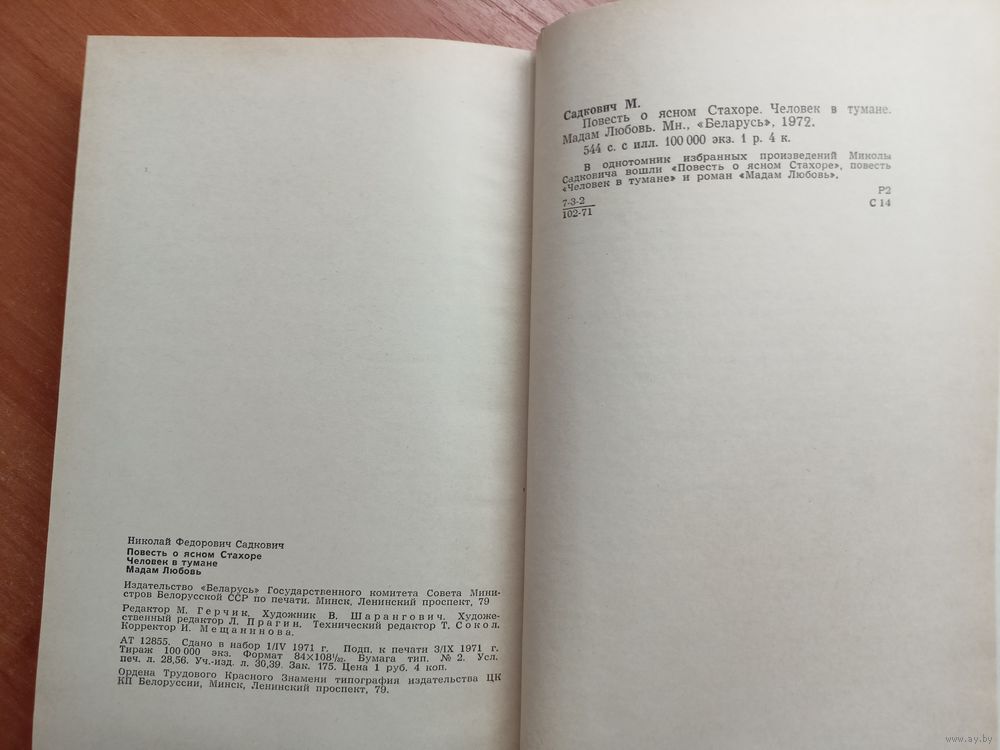 Николай Федорович Садкович
Повесть о ясном Стахоре
Человек в тумане
Мадам Любовь
Издательство «Беларусь» Государственного комитета Совета Мини-
стров Белорусской ССР по печати. Минск, Ленинский проспект, 79
Редактор М. Герчик. Художник В. Шарангович. Художе-
ственный редактор Л. Прагин. Технический редактор Т. Сокол.
Корректор И. Мещанинова.
АТ 12855. Сдано в набор 1/IV 1971 г. Подп. к печати 3/IX 1971 г.
Тираж 100 000 экз. Формат 84×108¹/₃₂. Бумага тип. № 2. Усл.
печ. л. 28,56. Уч.-изд. л. 30,39. Зак. 175. Цена 1 руб. 4 коп.
Ордена Трудового Красного Знамени типография издательства ЦК
КП Белоруссии, Минск, Ленинский проспект, 79.
Садкович М.
Повесть о ясном Стахоре. Человек в тумане.
Мадам Любовь. Мн., «Беларусь», 1972.
544 с. с илл. 100 000 экз. 1 р. 4 к.
В однотомник избранных произведений Миколы
Садковича вошли «Повесть о ясном Стахоре», повесть
«Человек в тумане» и роман «Мадам Любовь».
7-3-2
102-71
Р2
С 14
www.ay.by